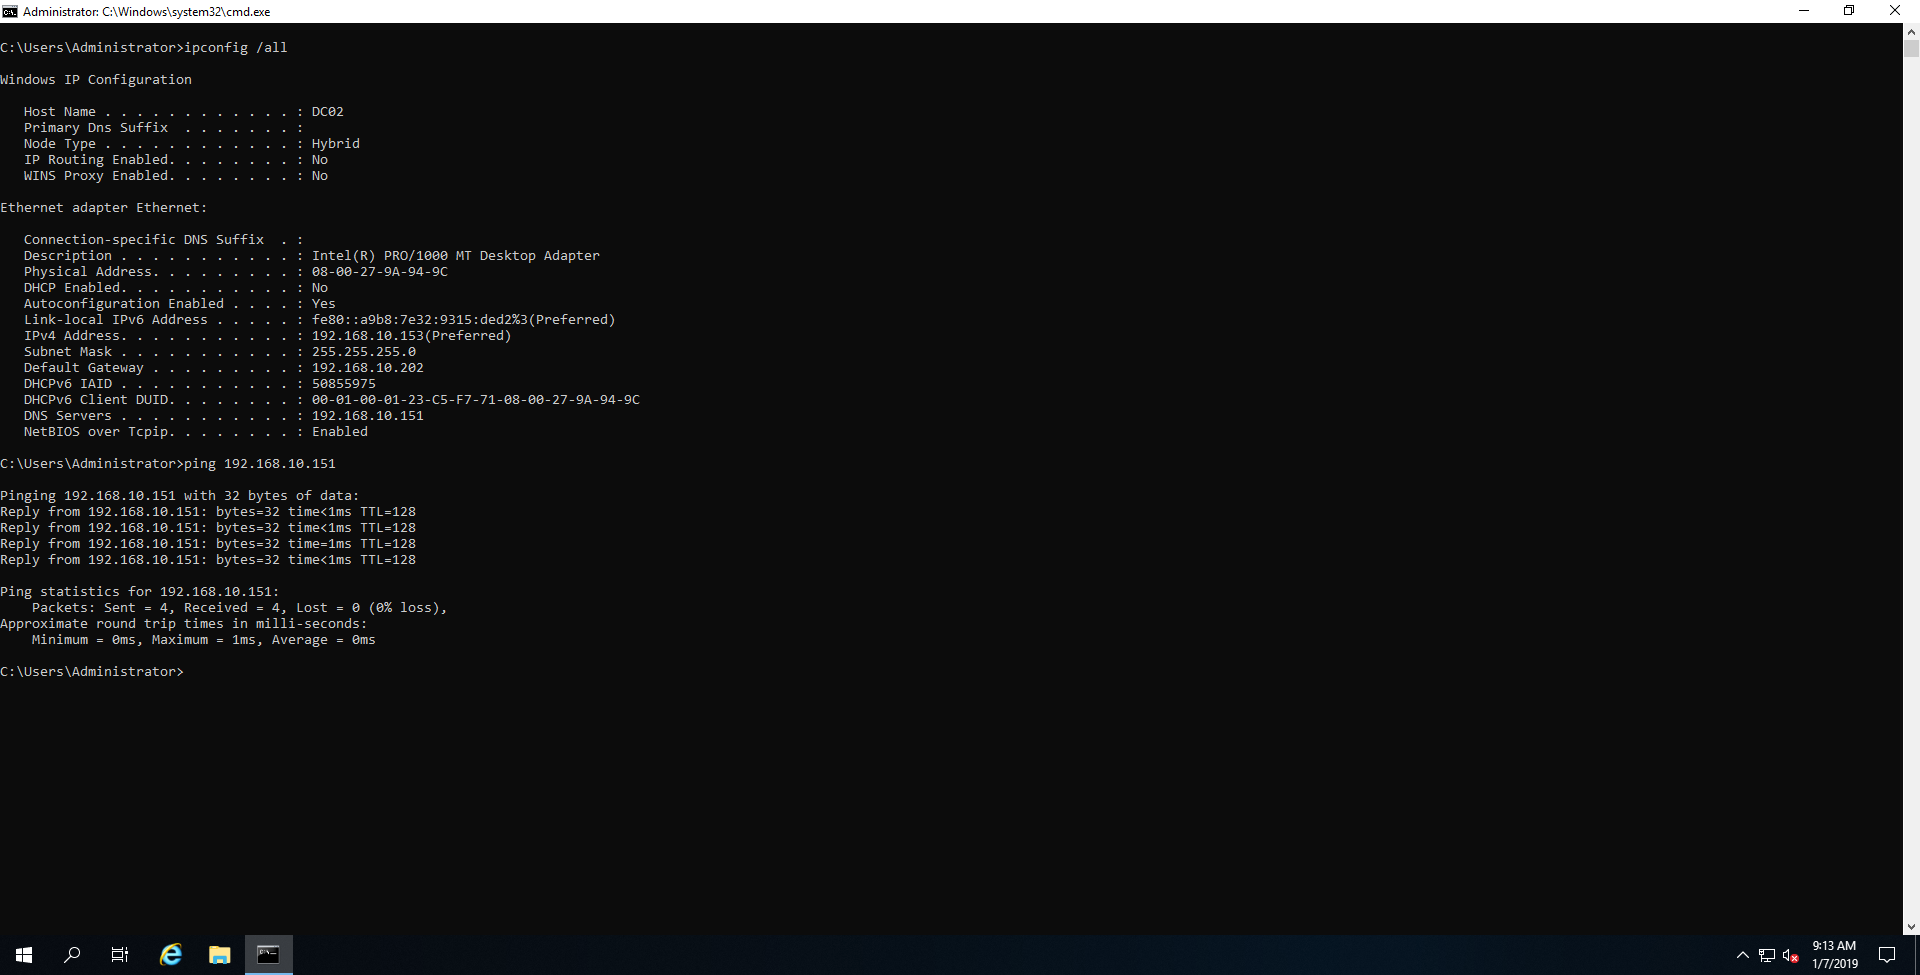 Administrator: C:\Windows\system32\cmd.exe
C:\Users\Administrator>ipconfig /all
Windows IP Configuration
   Host Name . . . . . . . . . . . . : DC02
   Primary Dns Suffix  . . . . . . . :
   Node Type . . . . . . . . . . . . : Hybrid
   IP Routing Enabled. . . . . . . . : No
   WINS Proxy Enabled. . . . . . . . : No
Ethernet adapter Ethernet:
   Connection-specific DNS Suffix  . :
   Description . . . . . . . . . . . : Intel(R) PRO/1000 MT Desktop Adapter
   Physical Address. . . . . . . . . : 08-00-27-9A-94-9C
   DHCP Enabled. . . . . . . . . . . : No
   Autoconfiguration Enabled . . . . : Yes
   Link-local IPv6 Address . . . . . : fe80::a9b8:7e32:9315:ded2%3(Preferred)
   IPv4 Address. . . . . . . . . . . : 192.168.10.153(Preferred)
   Subnet Mask . . . . . . . . . . . : 255.255.255.0
   Default Gateway . . . . . . . . . : 192.168.10.202
   DHCPv6 IAID . . . . . . . . . . . : 50855975
   DHCPv6 Client DUID. . . . . . . . : 00-01-00-01-23-C5-F7-71-08-00-27-9A-94-9C
   DNS Servers . . . . . . . . . . . : 192.168.10.151
   NetBIOS over Tcpip. . . . . . . . : Enabled
C:\Users\Administrator>ping 192.168.10.151
Pinging 192.168.10.151 with 32 bytes of data:
Reply from 192.168.10.151: bytes=32 time<1ms TTL=128
Reply from 192.168.10.151: bytes=32 time<1ms TTL=128
Reply from 192.168.10.151: bytes=32 time=1ms TTL=128
Reply from 192.168.10.151: bytes=32 time<1ms TTL=128
Ping statistics for 192.168.10.151:
    Packets: Sent = 4, Received = 4, Lost = 0 (0% loss),
Approximate round trip times in milli-seconds:
    Minimum = 0ms, Maximum = 1ms, Average = 0ms
C:\Users\Administrator>
9:13 AM
1/7/2019